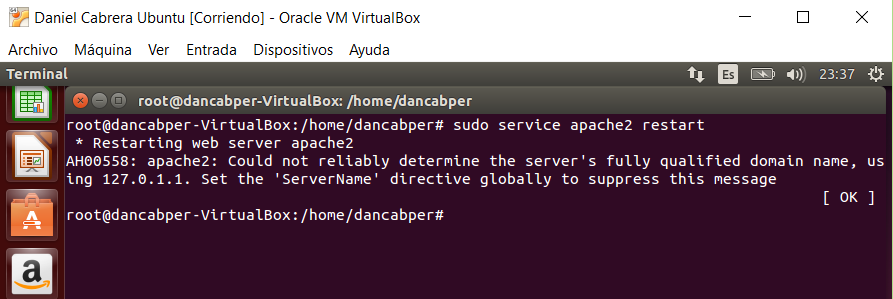 Daniel Cabrera Ubuntu [Corriendo] - Oracle VM VirtualBox
Archivo Máquina Ver Entrada Dispositivos Ayuda
Terminal Es 23:37
root@dancabper-VirtualBox: /home/dancabper
root@dancabper-VirtualBox:/home/dancabper# sudo service apache2 restart
 * Restarting web server apache2
AH00558: apache2: Could not reliably determine the server's fully qualified domain name, us
ing 127.0.1.1. Set the 'ServerName' directive globally to suppress this message
[ OK ]
root@dancabper-VirtualBox:/home/dancabper#